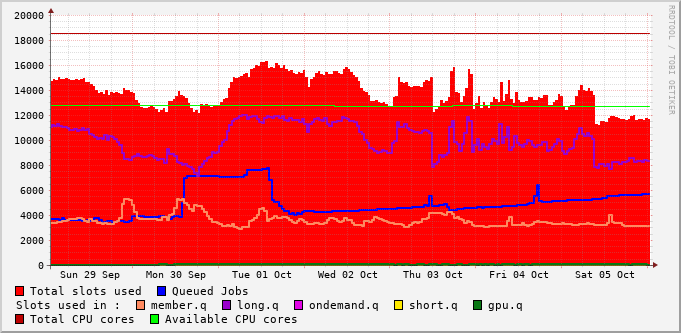 RRDTOOL / TOBI OETIKER
20000
18000
16000
14000
12000
10000
8000
6000
4000
2000
0
Sun 29 Sep Mon 30 Sep Tue 01 Oct Wed 02 Oct Thu 03 Oct Fri 04 Oct Sat 05 Oct
Total slots used Queued Jobs
Slots used in : member.q long.q ondemand.q short.q gpu.q
Total CPU cores Available CPU cores